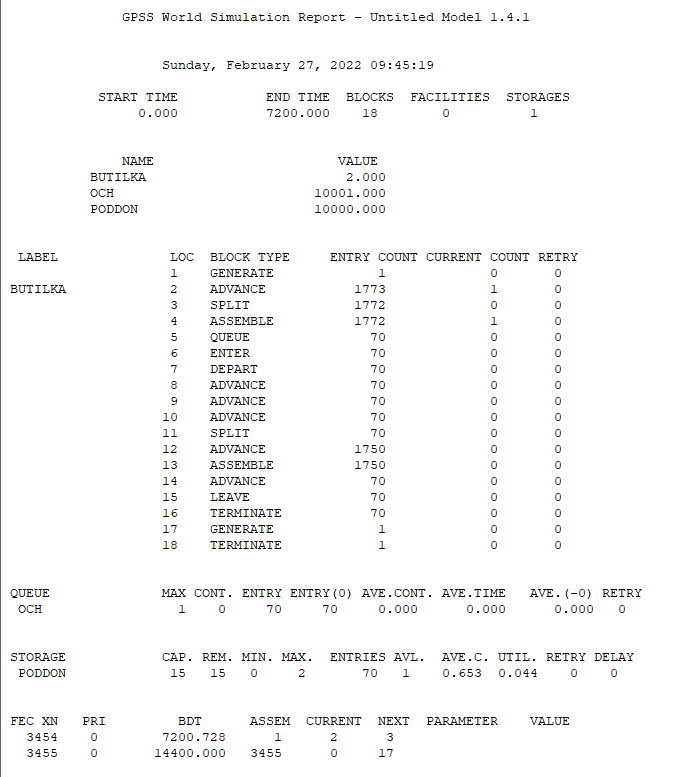 GPSS World Simulation Report - Untitled Model 1.4.1
Sunday, February 27, 2022 09:45:19
START TIME END TIME BLOCKS FACILITIES STORAGES
0.000 7200.000 18 0 1
NAME VALUE
BUTILKA 2.000
OCH 10001.000
PODDON 10000.000
LABEL LOC BLOCK TYPE ENTRY COUNT CURRENT COUNT RETRY
1 GENERATE 1 0 0
BUTILKA 2 ADVANCE 1773 1 0
3 SPLIT 1772 0 0
4 ASSEMBLE 1772 1 0
5 QUEUE 70 0 0
6 ENTER 70 0 0
7 DEPART 70 0 0
8 ADVANCE 70 0 0
9 ADVANCE 70 0 0
10 ADVANCE 70 0 0
11 SPLIT 70 0 0
12 ADVANCE 1750 0 0
13 ASSEMBLE 1750 0 0
14 ADVANCE 70 0 0
15 LEAVE 70 0 0
16 TERMINATE 70 0 0
17 GENERATE 1 0 0
18 TERMINATE 1 0 0
QUEUE MAX CONT. ENTRY ENTRY(0) AVE.CONT. AVE.TIME AVE.(-0) RETRY
OCH 1 0 70 70 0.000 0.000 0.000 0
STORAGE CAP. REM. MIN. MAX. ENTRIES AVL. AVE.C. UTIL. RETRY DELAY
PODDON 15 15 0 2 70 1 0.653 0.044 0 0
FEC XN PRI BDT ASSEM CURRENT NEXT PARAMETER VALUE
3454 0 7200.728 1 2 3
3455 0 14400.000 3455 0 17